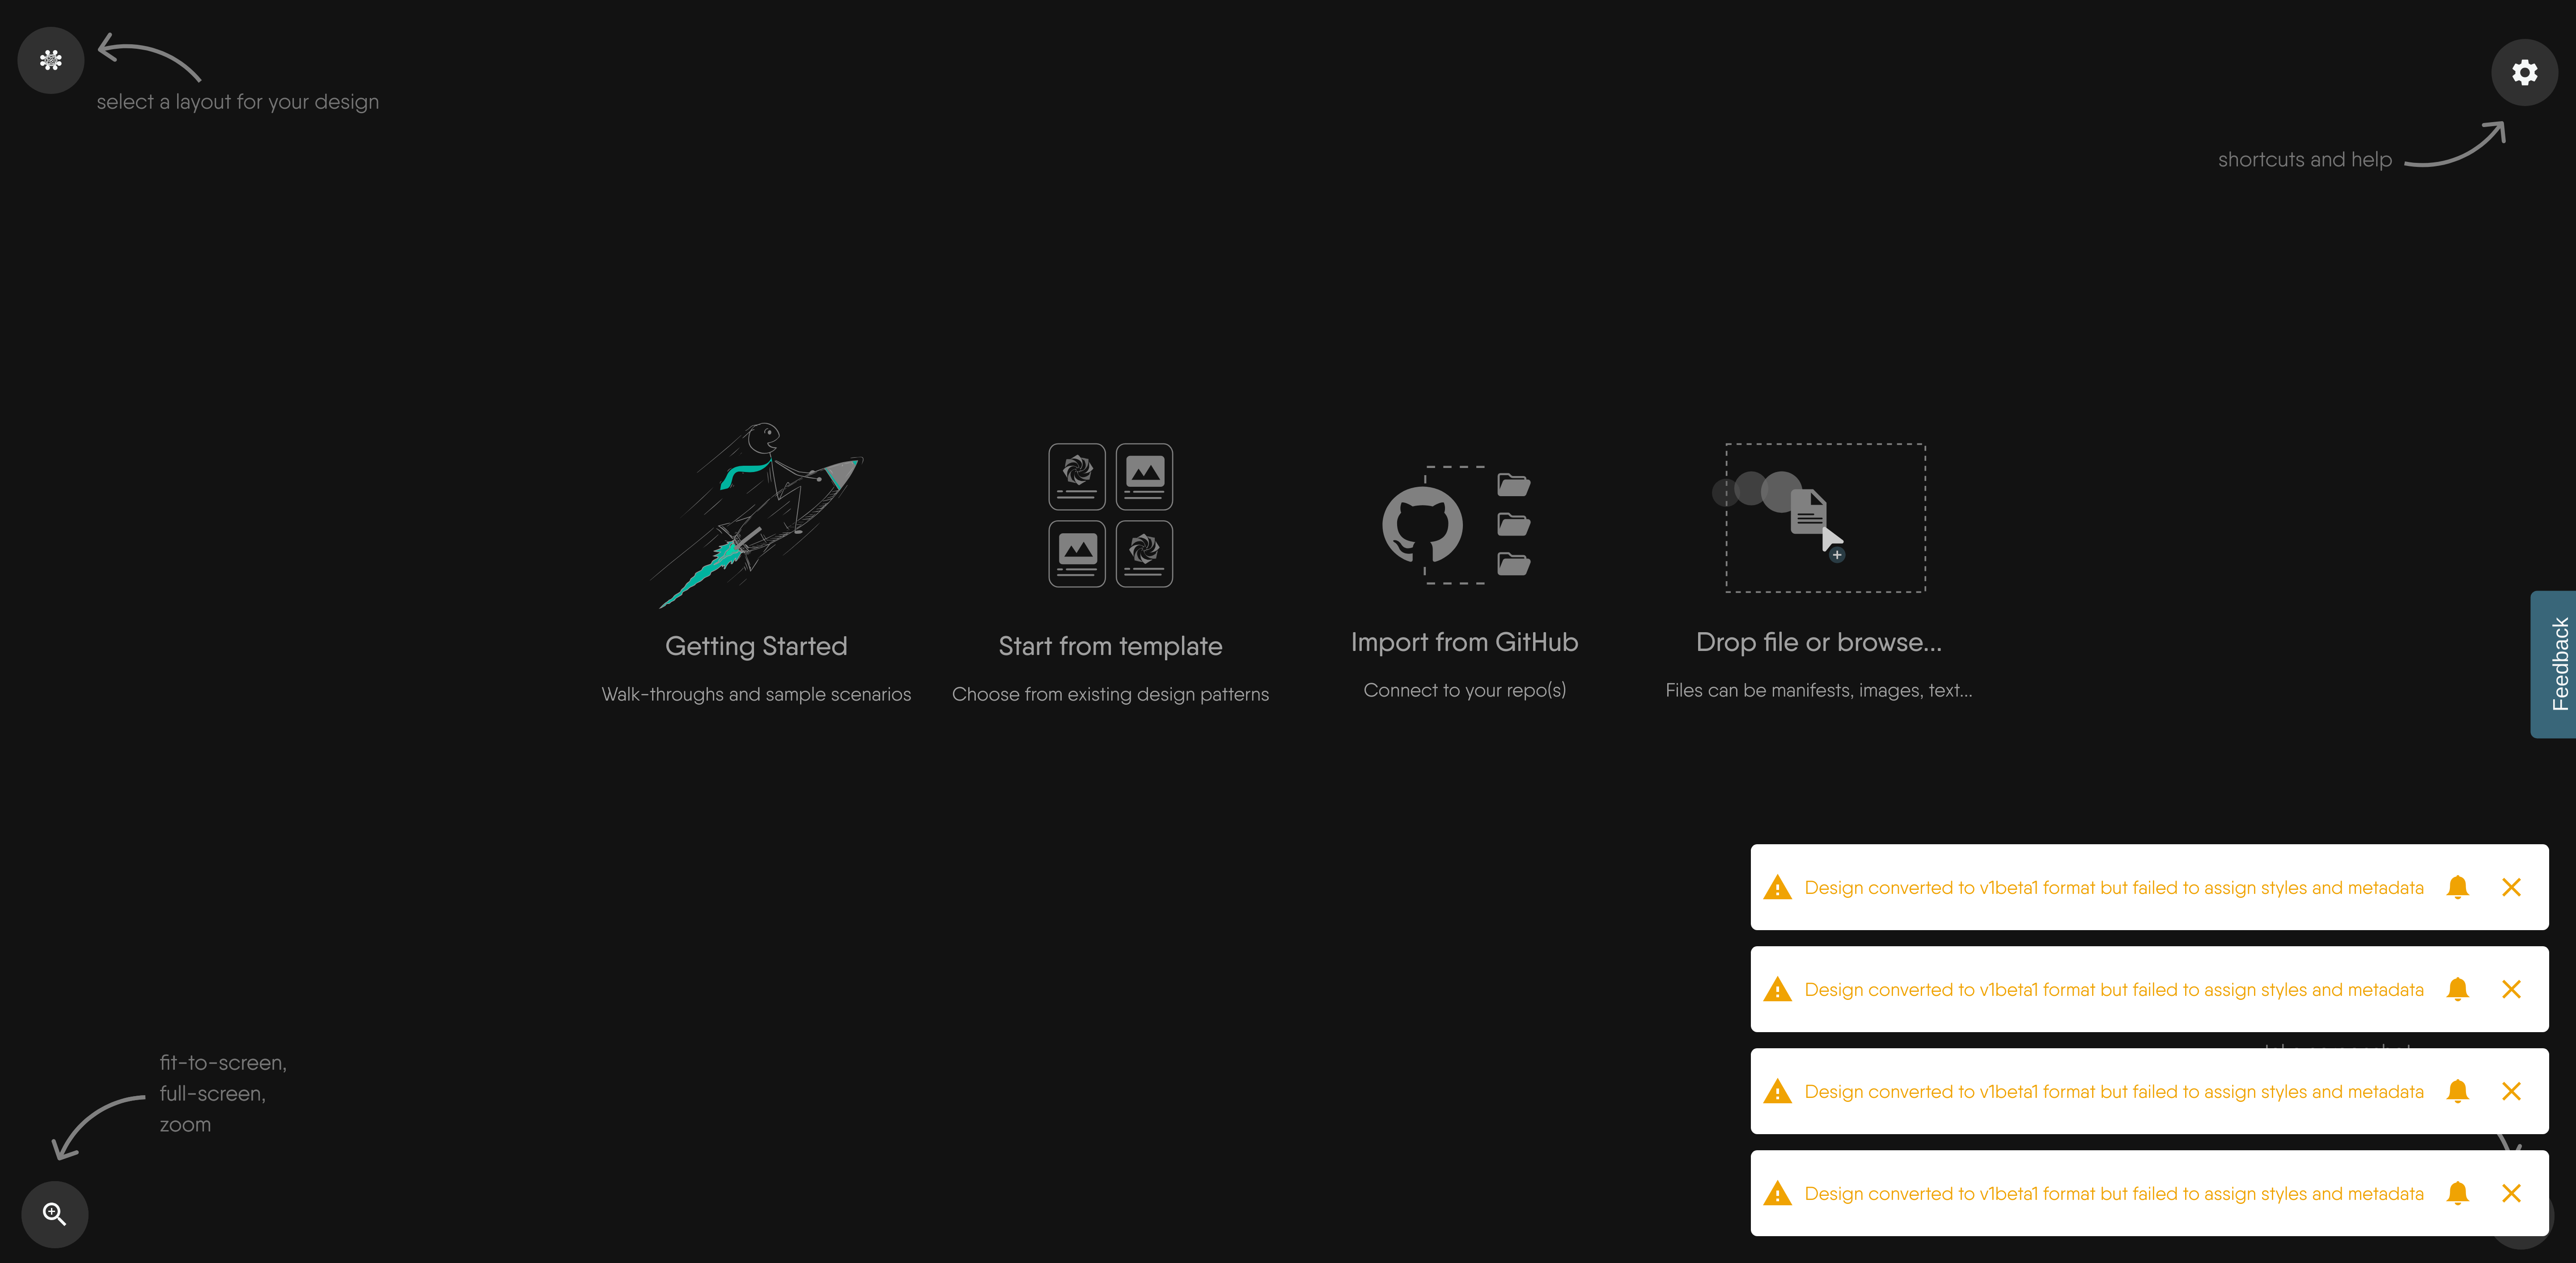 select a layout for your design
shortcuts and help
Getting Started
Walk-throughs and sample scenarios
Start from template
Choose from existing design patterns
Import from GitHub
Connect to your repo(s)
Drop file or browse...
Files can be manifests, images, text...
Feedback
Design converted to v1beta1 format but failed to assign styles and metadata
Design converted to v1beta1 format but failed to assign styles and metadata
Design converted to v1beta1 format but failed to assign styles and metadata
Design converted to v1beta1 format but failed to assign styles and metadata
fit-to-screen,
full-screen,
zoom